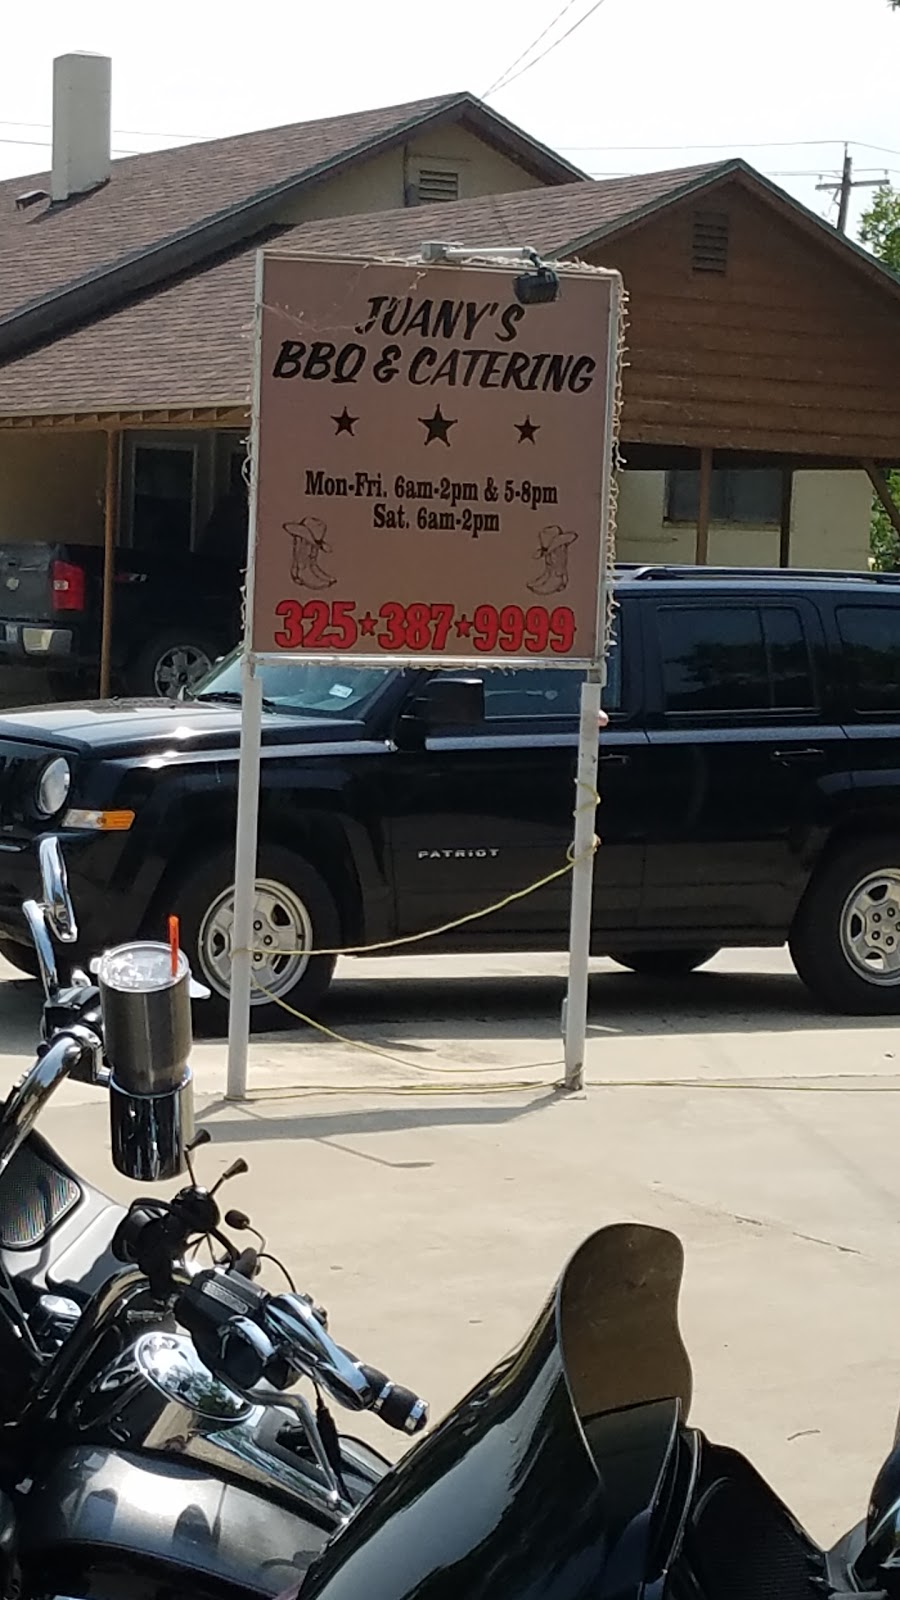 JUANY'S
BBQ & CATERING
Mon-Fri. 6am-2pm & 5-8pm
Sat. 6am-2pm
325★387★9999
PATRIOT